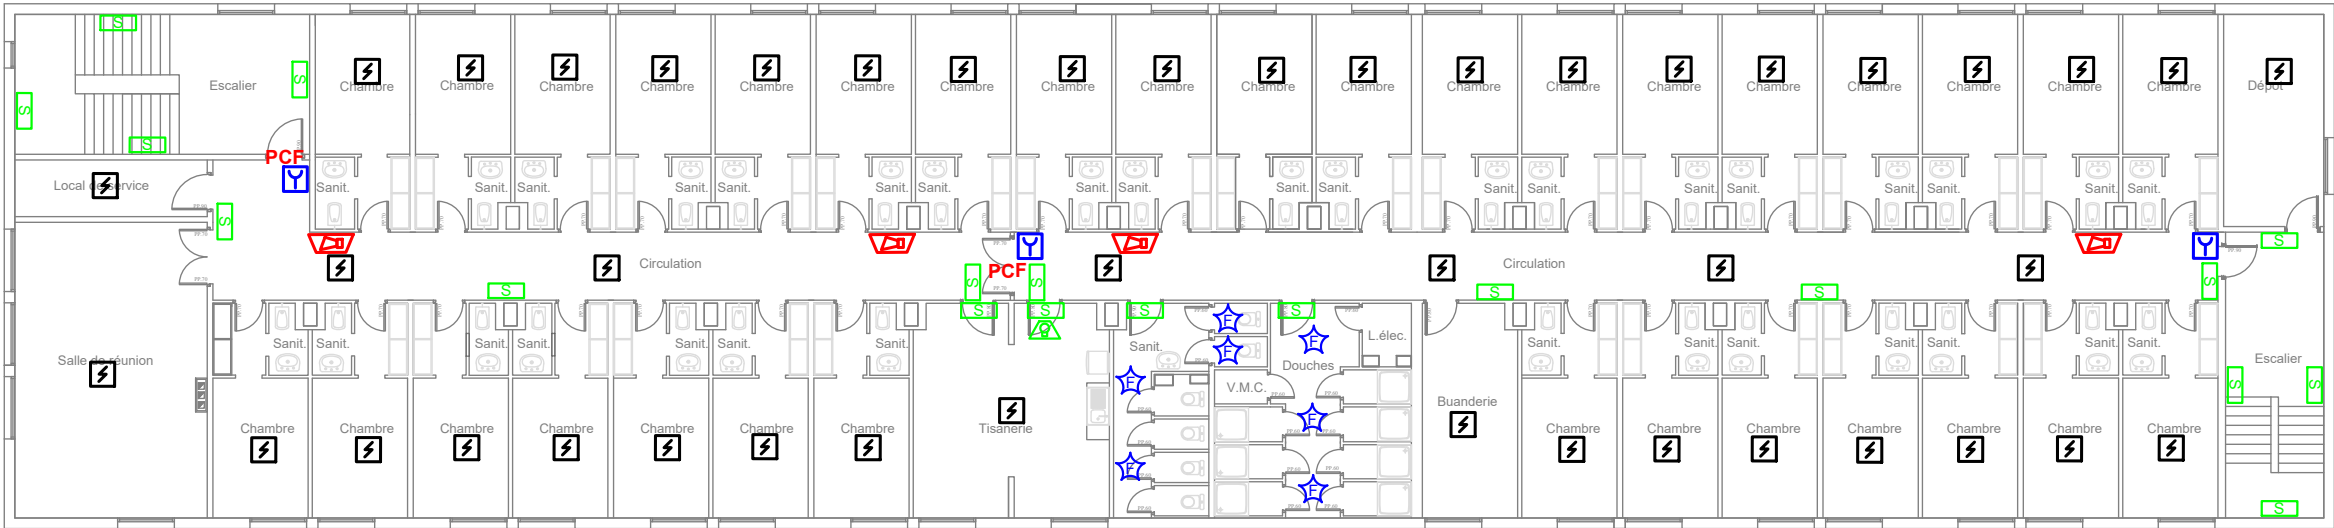 S
Escalier
S
S
S
Chambre Chambre Chambre Chambre Chambre Chambre Chambre Chambre Chambre Chambre Chambre Chambre Chambre Chambre Chambre Chambre Chambre Chambre Chambre
Dépot
PCF
Local de service
Sanit. Sanit. Sanit. Sanit. Sanit. Sanit. Sanit. Sanit. Sanit. Sanit. Sanit. Sanit. Sanit. Sanit. Sanit. Sanit. Sanit. Sanit. Sanit.
S
Circulation
PCF
Circulation
S
S
S
S
S
S
S
S
S
S
S
Salle de réunion
Sanit. Sanit. Sanit. Sanit. Sanit. Sanit. Sanit.
Sanit.
F
F
F
Douches
L.élec.
Sanit. Sanit. Sanit. Sanit. Sanit. Sanit. Sanit.
Escalier
F
V.M.C.
S
S
Buanderie
F
Chambre Chambre Chambre Chambre Chambre Chambre Chambre
Tisanerie
Chambre Chambre Chambre Chambre Chambre Chambre Chambre
F
F
S